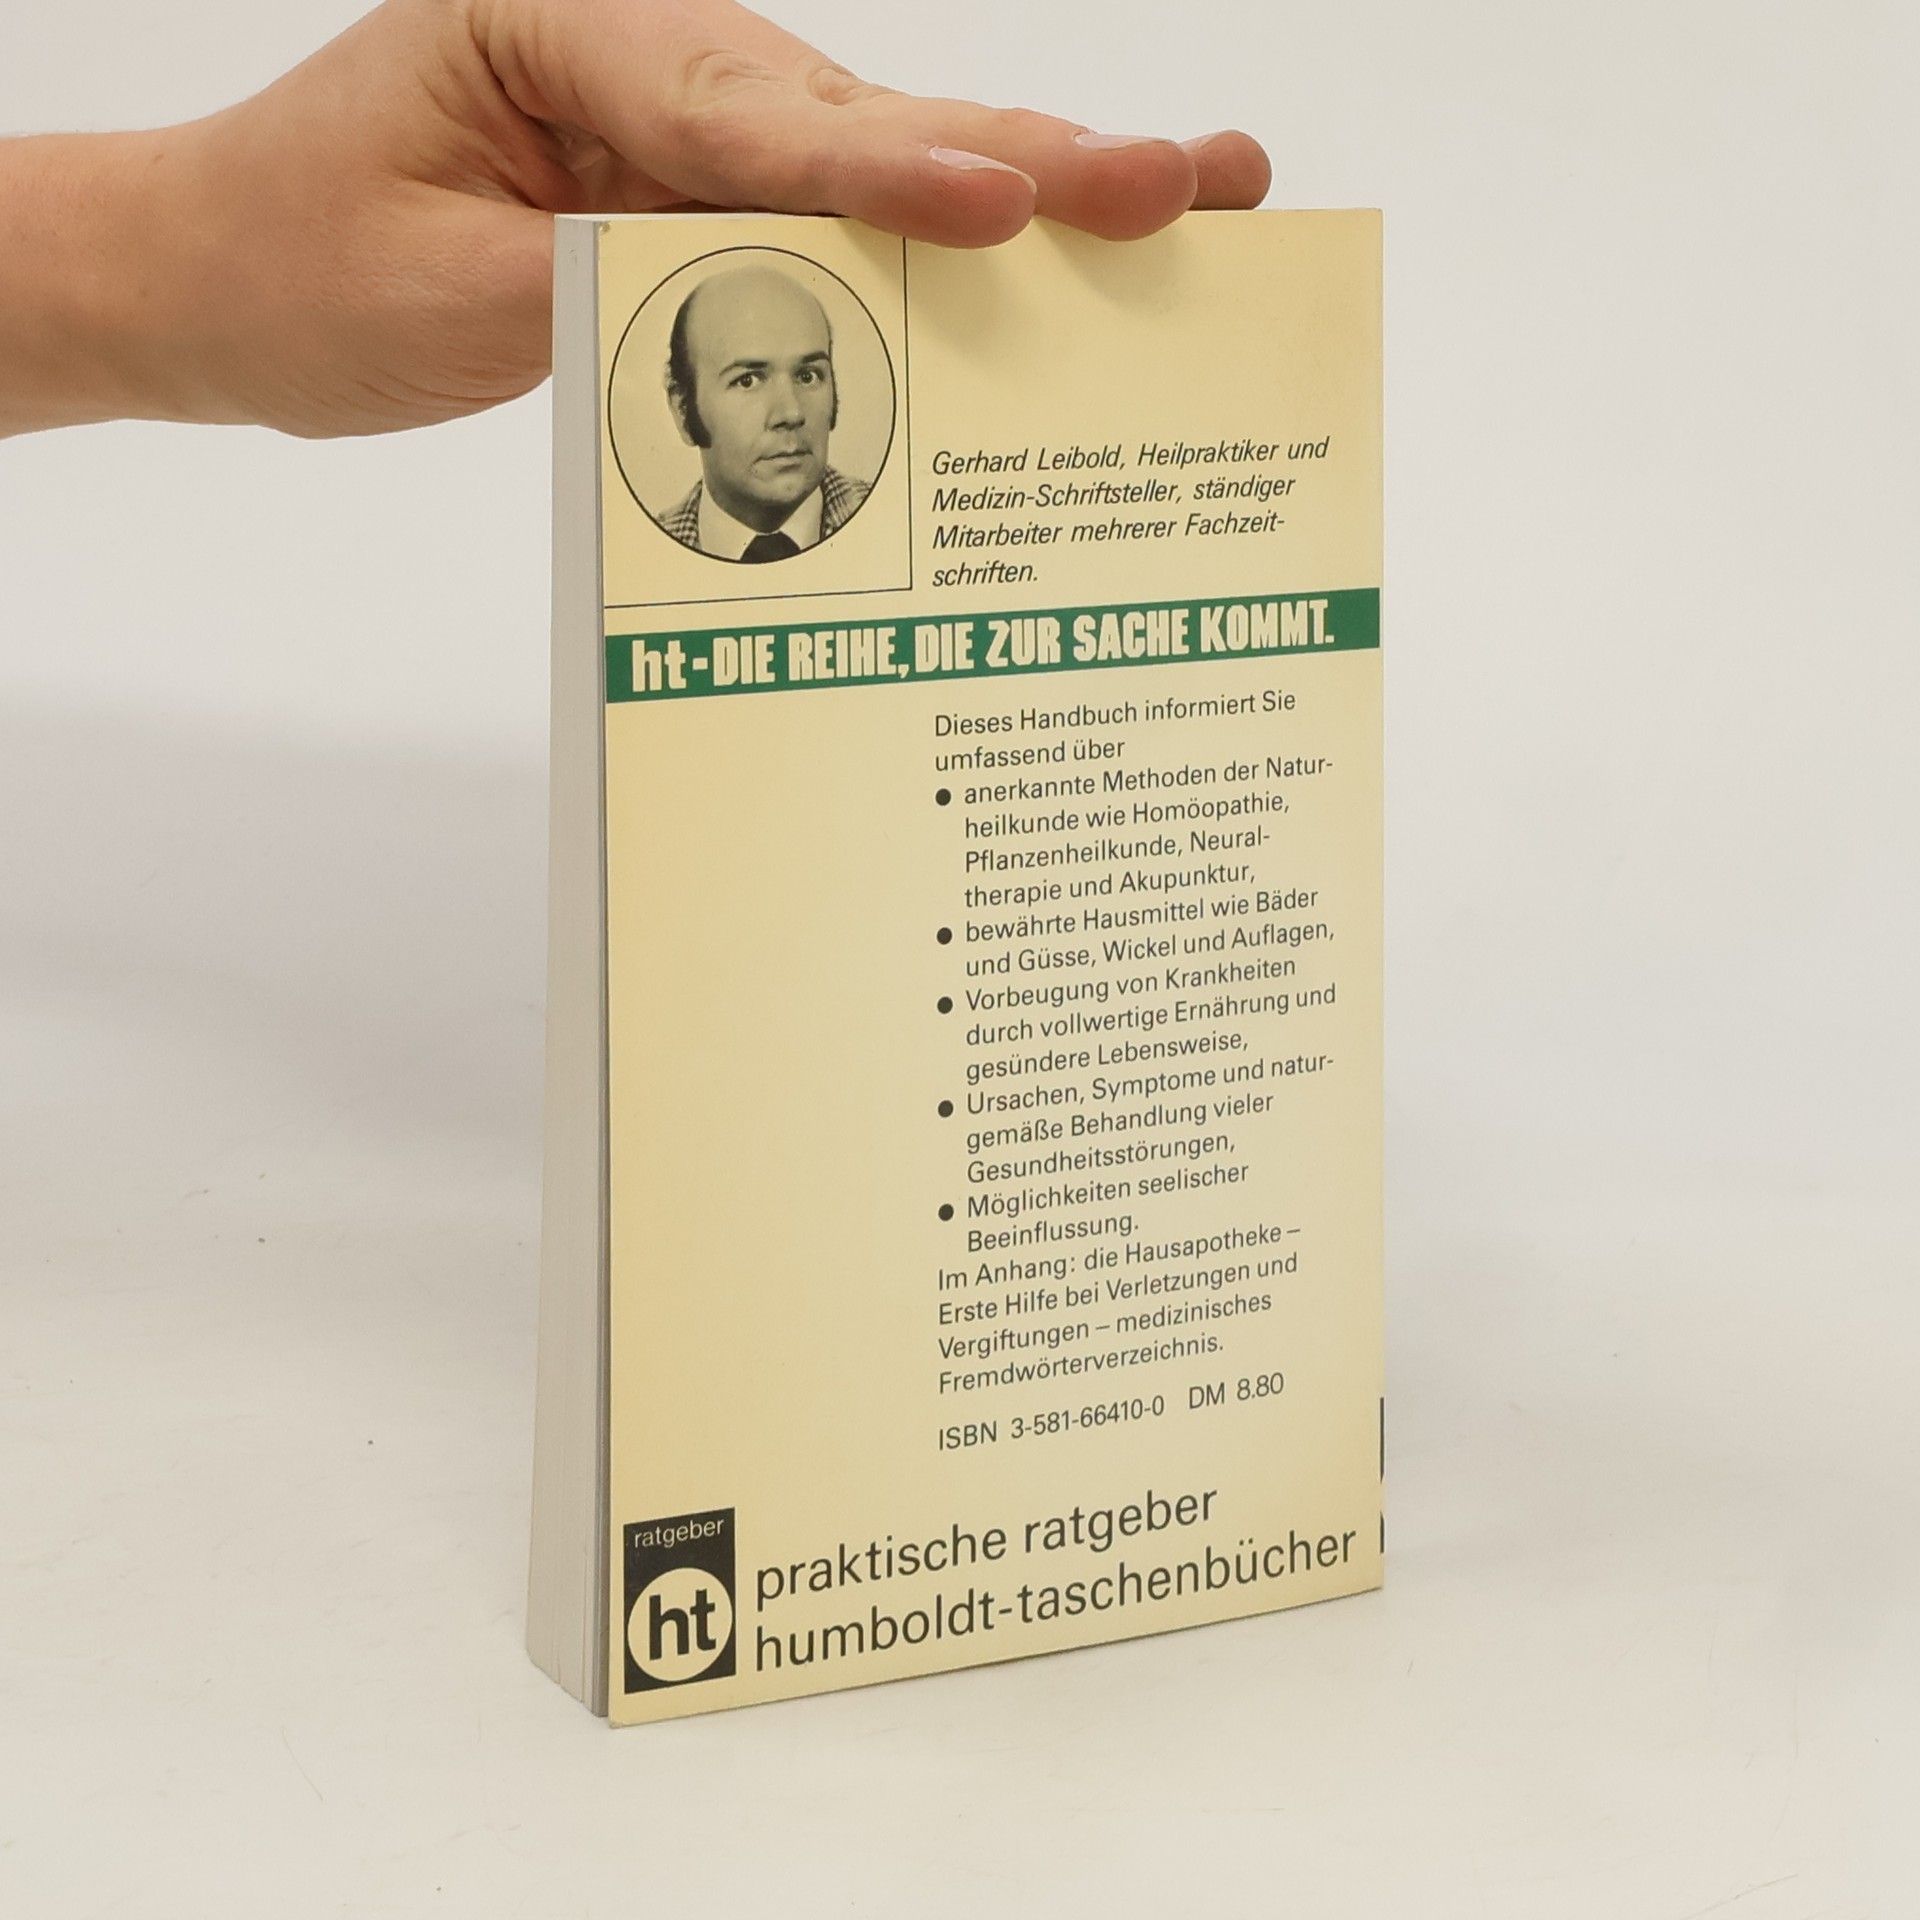 Gerhard Leibold, Heilpraktiker und
Medizin-Schriftsteller, ständiger
Mitarbeiter mehrerer Fachzeit-
schriften.
ht-DIE REIHE, DIE ZUR SACHE KOMMT.
Dieses Handbuch informiert Sie
umfassend über
● anerkannte Methoden der Natur-
heilkunde wie Homöopathie,
Pflanzenheilkunde, Neural-
therapie und Akupunktur,
● bewährte Hausmittel wie Bäder
und Güsse, Wickel und Auflagen,
● Vorbeugung von Krankheiten
durch vollwertige Ernährung und
gesündere Lebensweise,
● Ursachen, Symptome und natur-
gemäße Behandlung vieler
Gesundheitsstörungen,
● Möglichkeiten seelischer
Beeinflussung.
Im Anhang: die Hausapotheke –
Erste Hilfe bei Verletzungen und
Vergiftungen – medizinisches
Fremdwörterverzeichnis.
ISBN 3-581-66410-0 DM 8.80
ratgeber
ht
praktische ratgeber
humboldt-taschenbücher